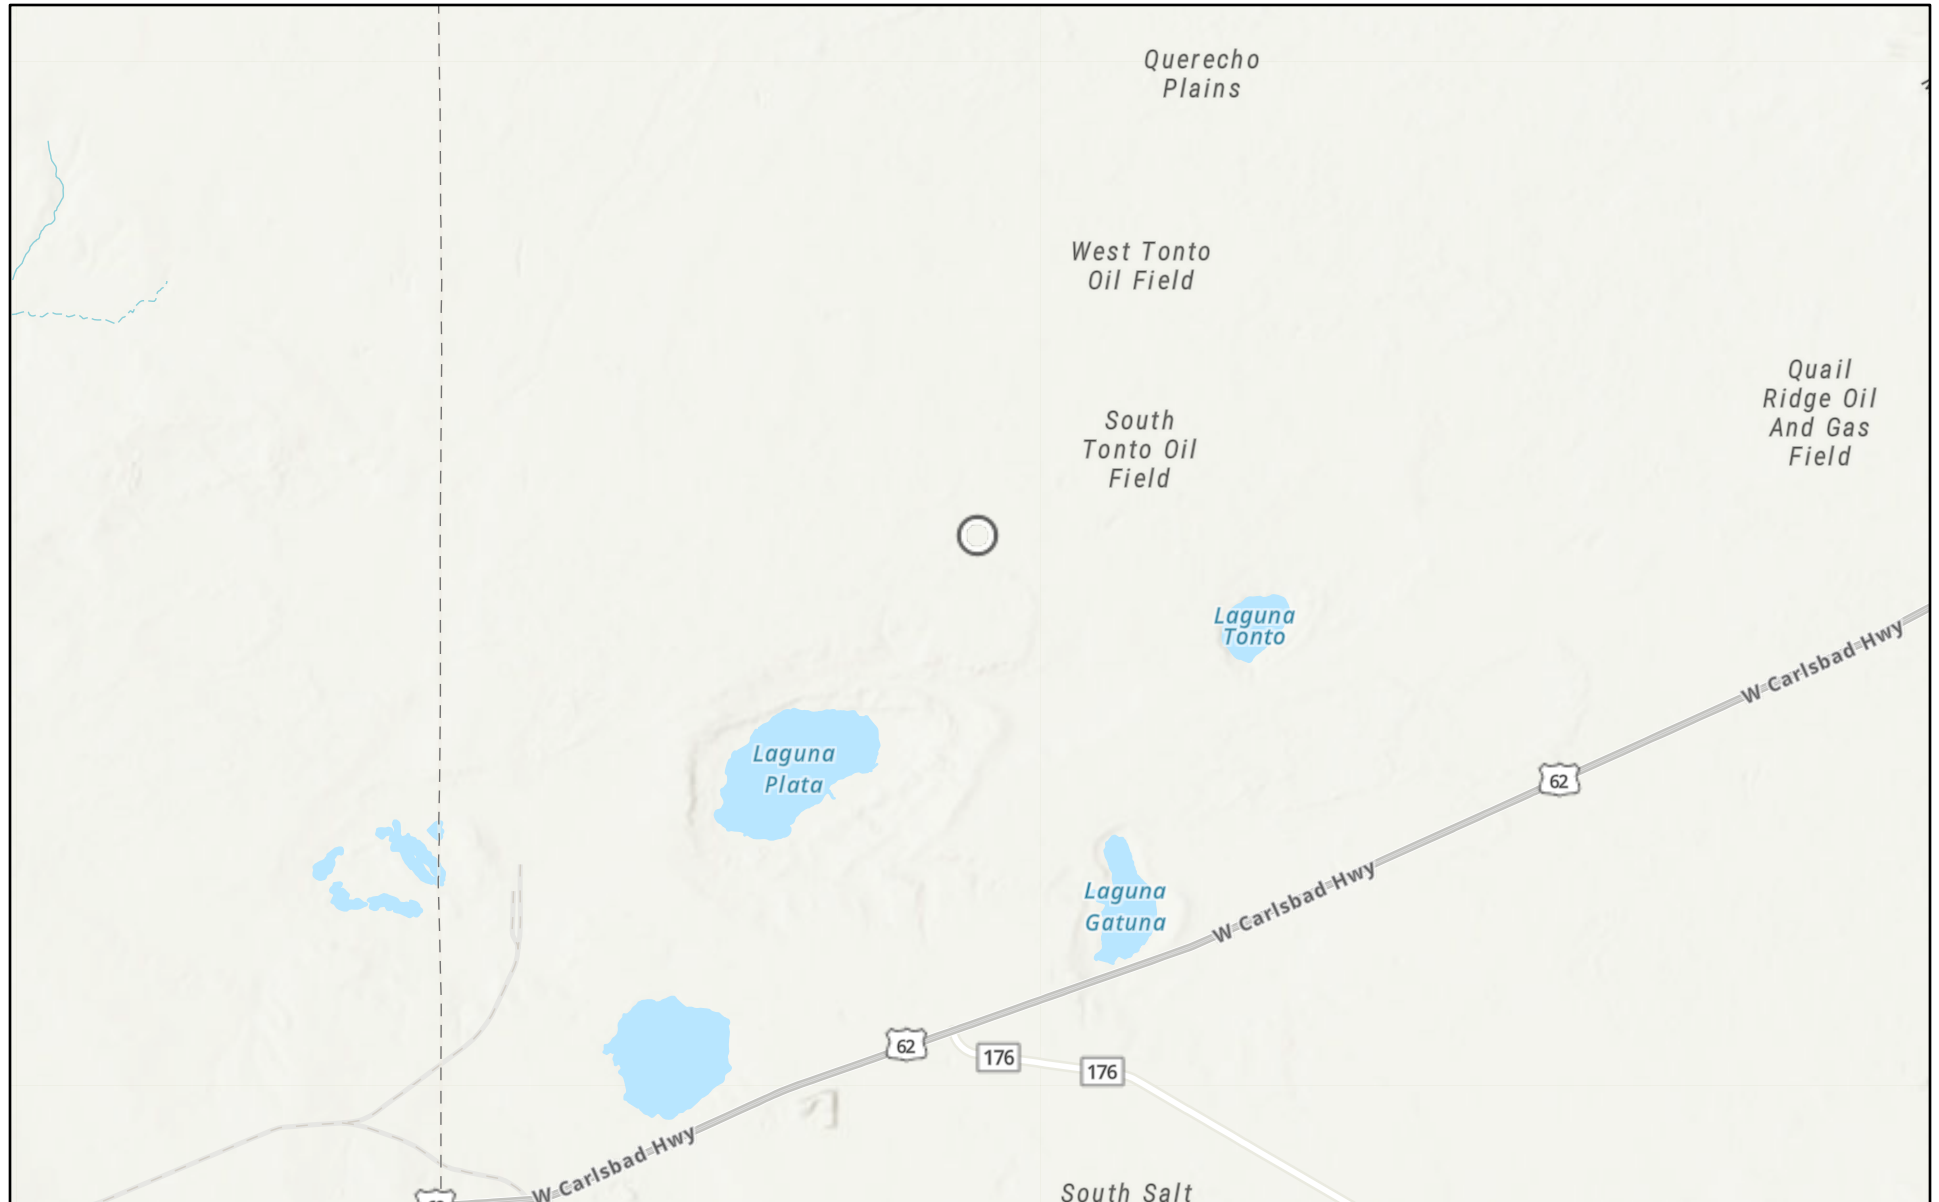 Querecho
Plains
West Tonto
Oil Field
Quail
Ridge Oil
And Gas
Field
South
Tonto Oil
Field
Laguna
Tonto
W Carlsbad Hwy
Laguna
Plata
62
W Carlsbad Hwy
Laguna
Gatuna
62
176
176
W Carlsbad Hwy
South Salt